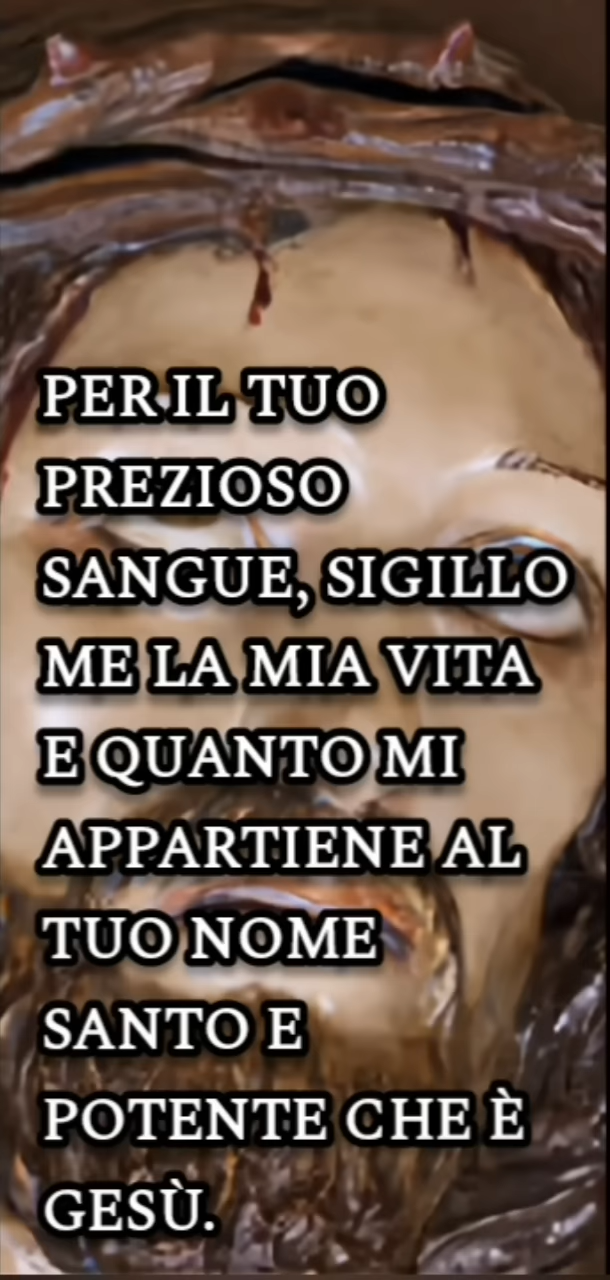 PER IL TUO
PREZIOSO
SANGUE, SIGILLO
ME LA MIA VITA
E QUANTO MI
APPARTIENE AL
TUO NOME
SANTO E
POTENTE CHE È
GESÙ.